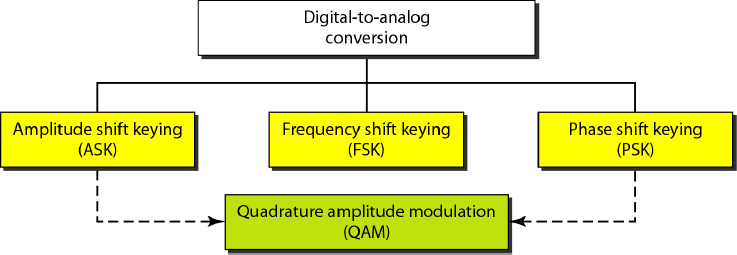 Digital-to-analog
conversion
Amplitude shift keying
(ASK)
Frequency shift keying
(FSK)
Phase shift keying
(PSK)
Quadrature amplitude modulation
(QAM)